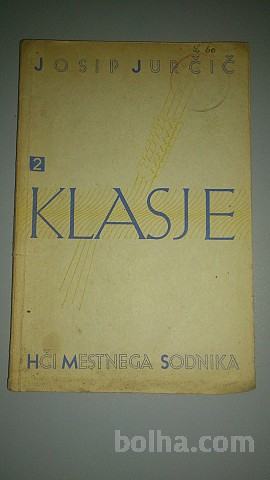 JOSIP JURČIČ
2
KLASJE
HČI MESTNEGA SODNIKA
bolha.com